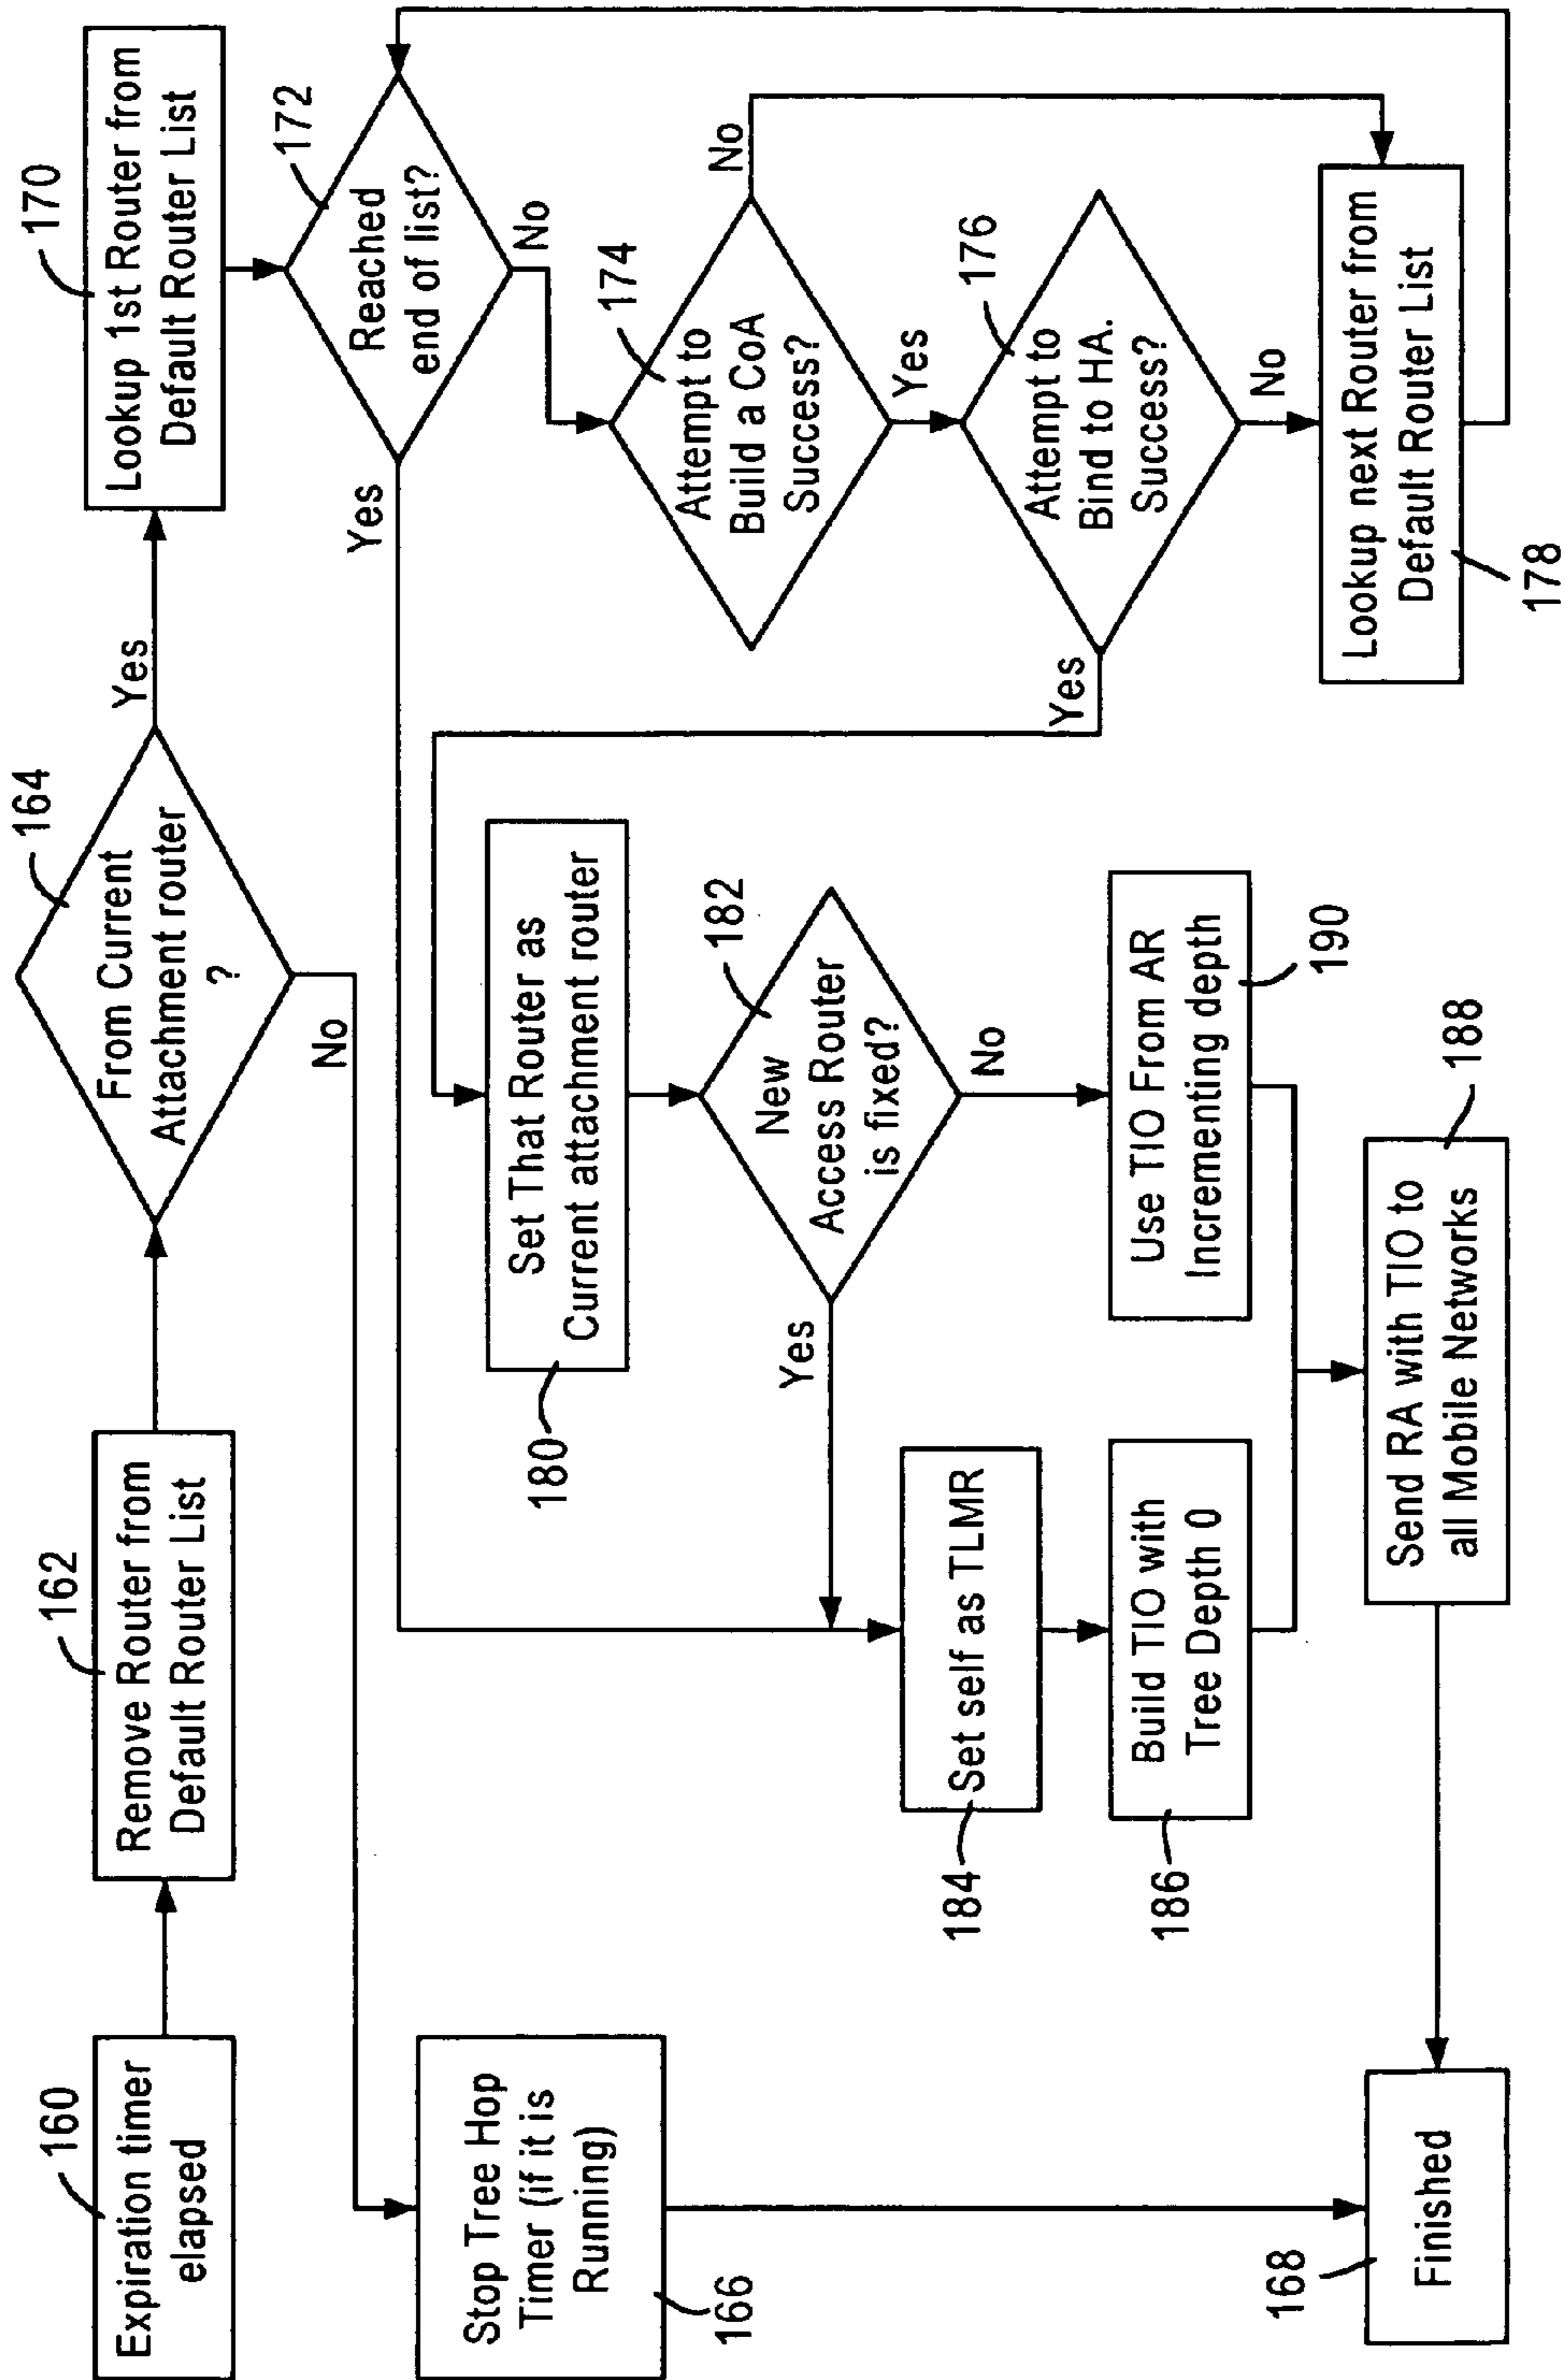 160
Expiration timer
elapsed
162
Remove Router from
Default Router List
164
From Current
Attachment router
?
Yes
No
170
Lookup 1st Router from
Default Router List
172
Reached
end of list?
Yes
No
174
Attempt to
Build a CoA
Success?
No
Yes
176
Attempt to
Bind to HA.
Success?
Yes
No
Lookup next Router from
Default Router List
178
Stop Tree Hop
Timer (if it is
Running)
166
Set That Router as
Current attachment router
180
182
New
Access Router
is fixed?
Yes
No
Set self as TLMR
184
Build TIO with
Tree Depth 0
186
Use TIO From AR
Incrementing depth
190
188
Send RA with TIO to
all Mobile Networks
168
Finished